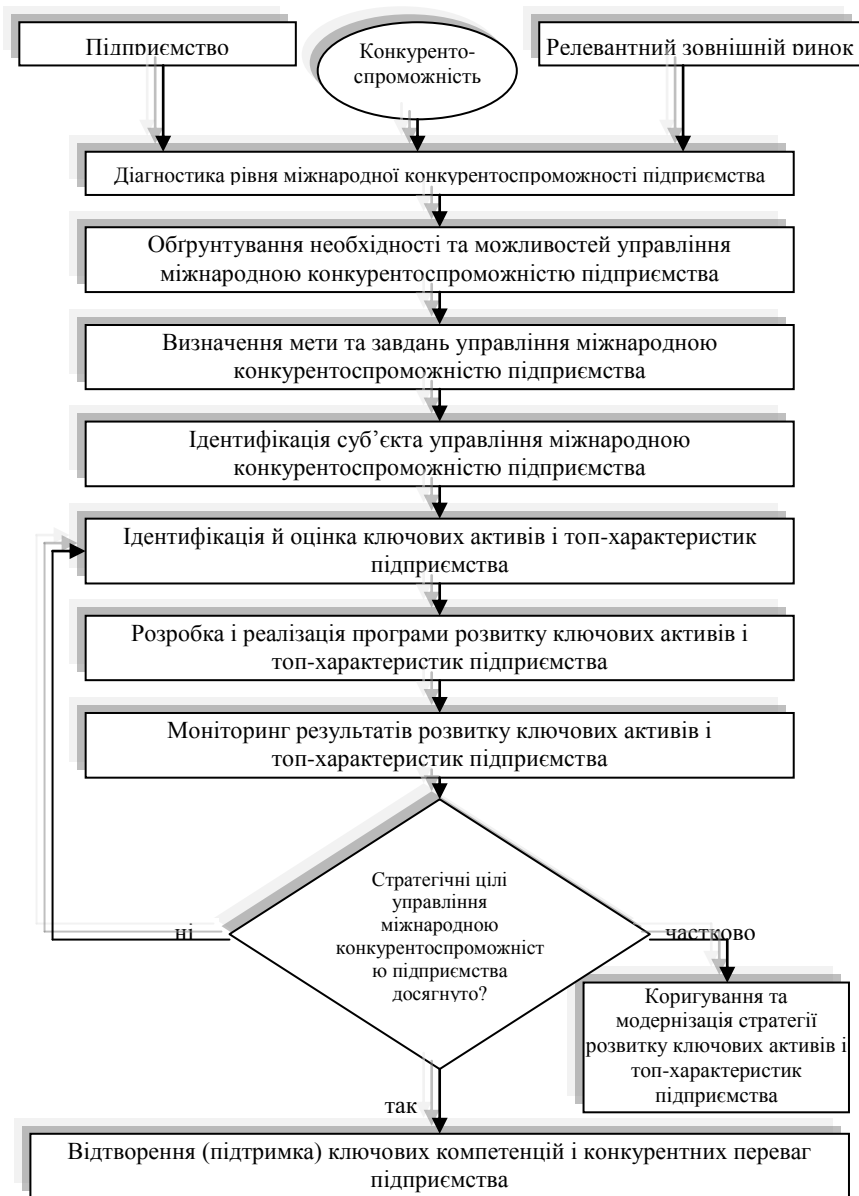 Підприємство
Конкуренто-
спроможність
Релевантний зовнішній ринок
Діагностика рівня міжнародної конкурентоспроможності підприємства
Обґрунтування необхідності та можливостей управління
міжнародною конкурентоспроможністю підприємства
Визначення мети та завдань управління міжнародною
конкурентоспроможністю підприємства
Ідентифікація суб’єкта управління міжнародною
конкурентоспроможністю підприємства
Ідентифікація й оцінка ключових активів і топ-характеристик
підприємства
Розробка і реалізація програми розвитку ключових активів і
топ-характеристик підприємства
Моніторинг результатів розвитку ключових активів і
топ-характеристик підприємства
Стратегічні цілі
управління
міжнародною
конкурентоспроможніст
ю підприємства
досягнуто?
ні
частково
Коригування та
модернізація стратегії
розвитку ключових активів і
топ-характеристик
підприємства
так
Відтворення (підтримка) ключових компетенцій і конкурентних переваг
підприємства